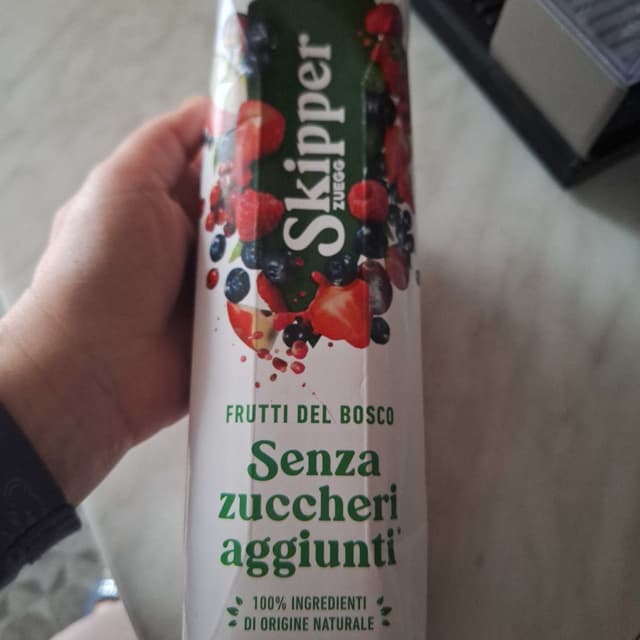 Skipper
ZUEGG
FRUTTI DEL BOSCO
Senza
zuccheri
aggiunti*
100% INGREDIENTI
DI ORIGINE NATURALE